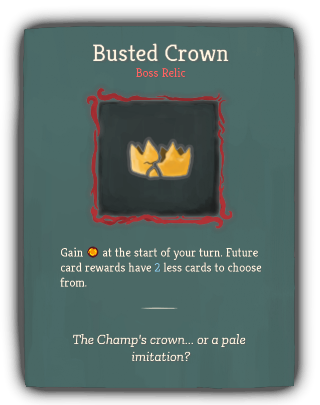 Busted Crown
Boss Relic
Gain at the start of your turn. Future
card rewards have 2 less cards to choose
from.
The Champ's crown... or a pale
imitation?